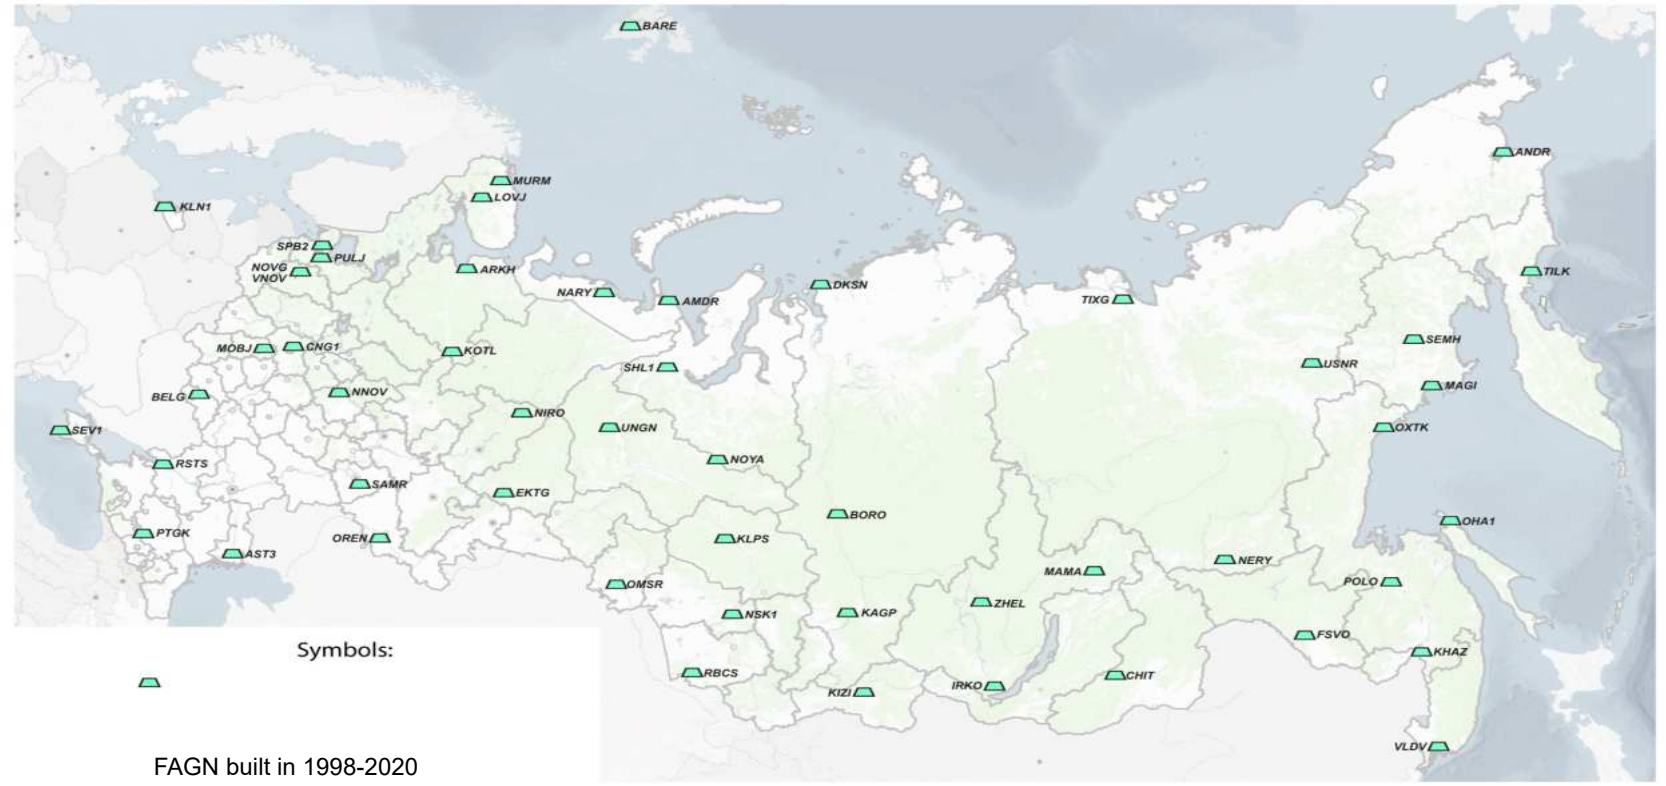 BARE
ANDR
MURM
LOVJ
KLN1
SPB2
PULJ
NOVG
VNOV
ARKH
TILK
DKSN
NARY
AMDR
TIXG
SEMH
MOBJ
CNG1
KOTL
USNR
SHL1
MAGI
BELG
NNOV
NIRO
SEV1
UNGN
OXTK
NOYA
RSTS
SAMR
EKTG
BORO
OHA1
PTGK
OREN
KLPS
AST3
NERY
MAMA
POLO
OMSR
ZHEL
NSK1
KAGP
FSVO
KHAZ
RBCS
CHIT
IRKO
KIZI
VLDV
Symbols:
FAGN built in 1998-2020